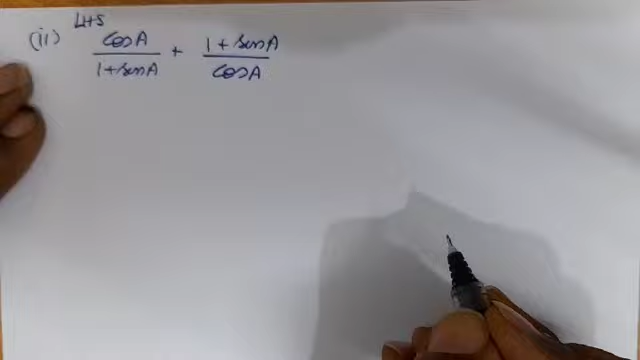 LHS
(ii) cosA / 1+sinA + 1+sinA / cosA